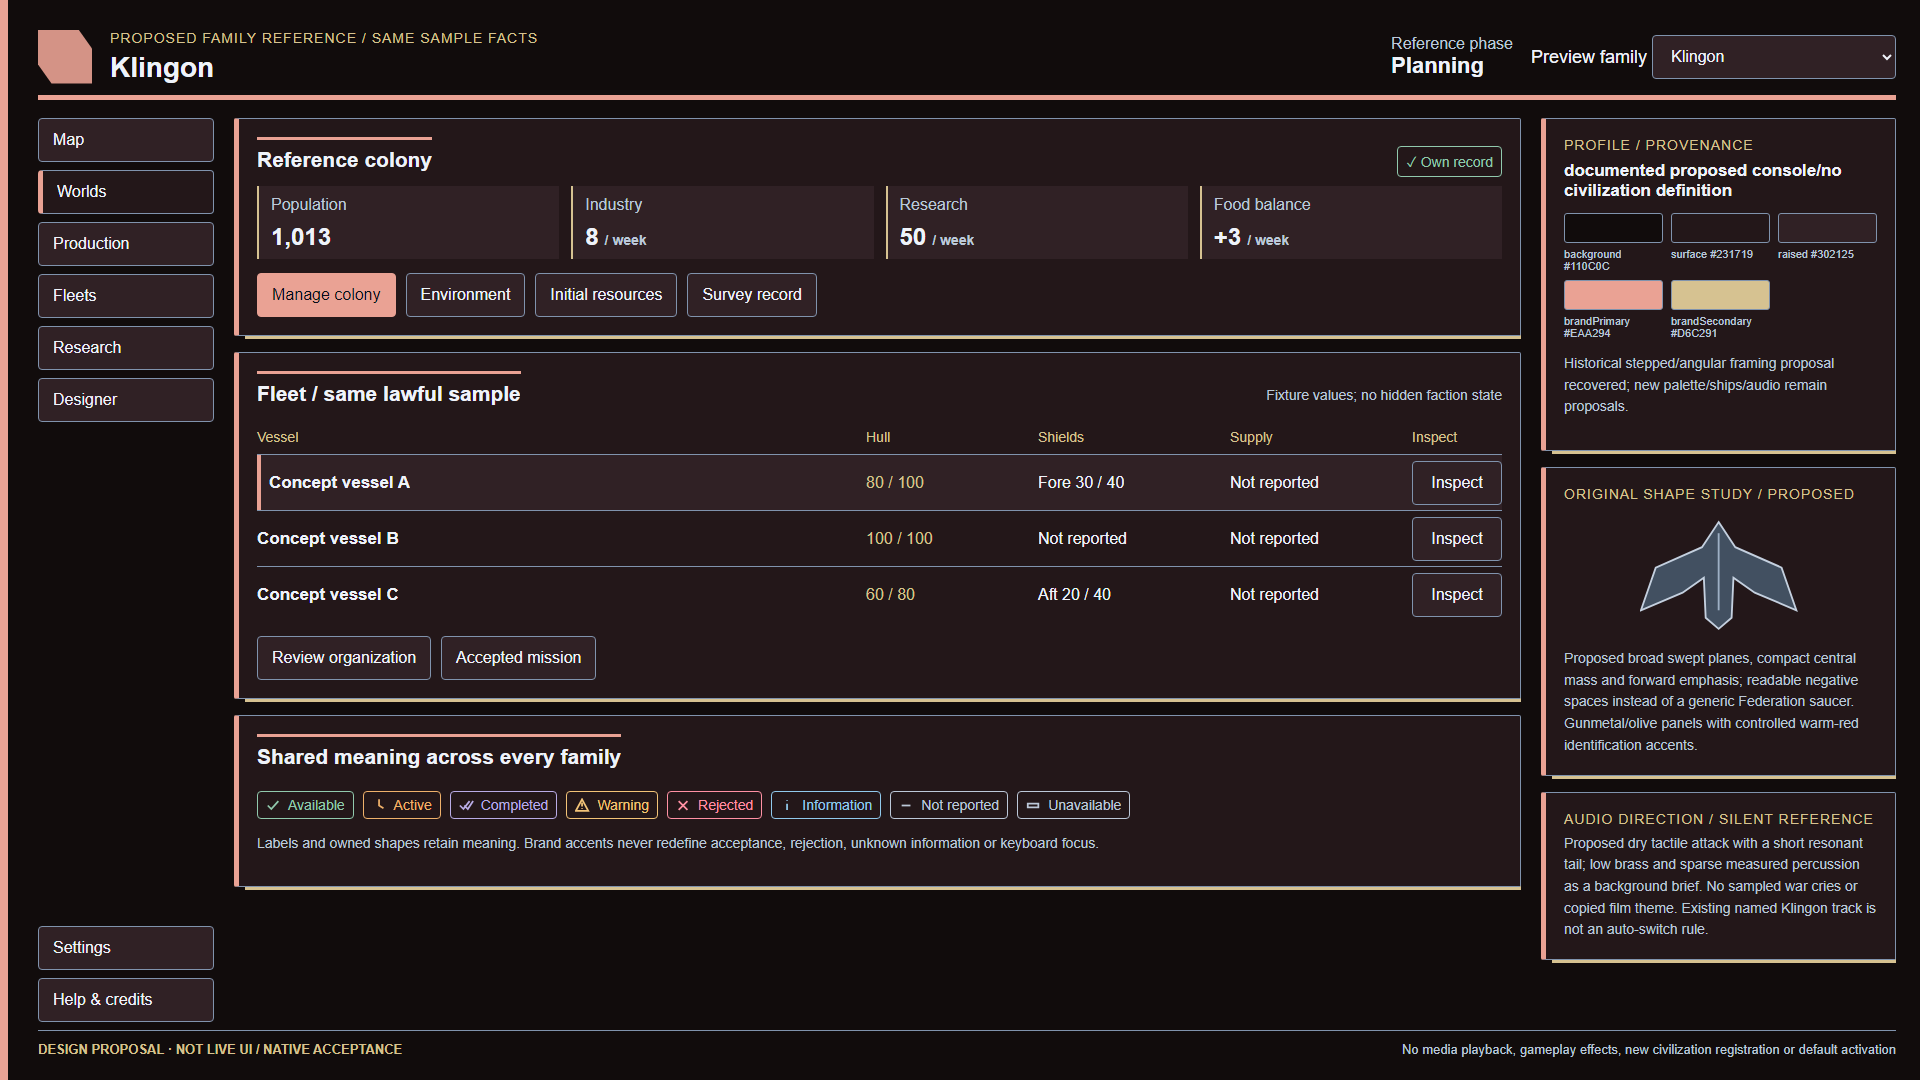 PROPOSED FAMILY REFERENCE / SAME SAMPLE FACTS
Klingon
Reference phase
Planning
Preview family
Klingon
Map
Worlds
Production
Fleets
Research
Designer
Settings
Help & credits
Reference colony
✓ Own record
Population
1,013
Industry
8 / week
Research
50 / week
Food balance
+3 / week
Manage colony
Environment
Initial resources
Survey record
Fleet / same lawful sample
Fixture values; no hidden faction state
Vessel Hull Shields Supply Inspect
Concept vessel A 80 / 100 Fore 30 / 40 Not reported Inspect
Concept vessel B 100 / 100 Not reported Not reported Inspect
Concept vessel C 60 / 80 Aft 20 / 40 Not reported Inspect
Review organization
Accepted mission
Shared meaning across every family
Available
Active
Completed
Warning
Rejected
Information
Not reported
Unavailable
Labels and owned shapes retain meaning. Brand accents never redefine acceptance, rejection, unknown information or keyboard focus.
PROFILE / PROVENANCE
documented proposed console/no
civilization definition
background
#110C0C
surface #231719
raised #302125
brandPrimary
#EAA294
brandSecondary
#D6C291
Historical stepped/angular framing proposal
recovered; new palette/ships/audio remain
proposals.
ORIGINAL SHAPE STUDY / PROPOSED
Proposed broad swept planes, compact central
mass and forward emphasis; readable negative
spaces instead of a generic Federation saucer.
Gunmetal/olive panels with controlled warm-red
identification accents.
AUDIO DIRECTION / SILENT REFERENCE
Proposed dry tactile attack with a short resonant
tail; low brass and sparse measured percussion
as a background brief. No sampled war cries or
copied film theme. Existing named Klingon track is
not an auto-switch rule.
DESIGN PROPOSAL · NOT LIVE UI / NATIVE ACCEPTANCE
No media playback, gameplay effects, new civilization registration or default activation